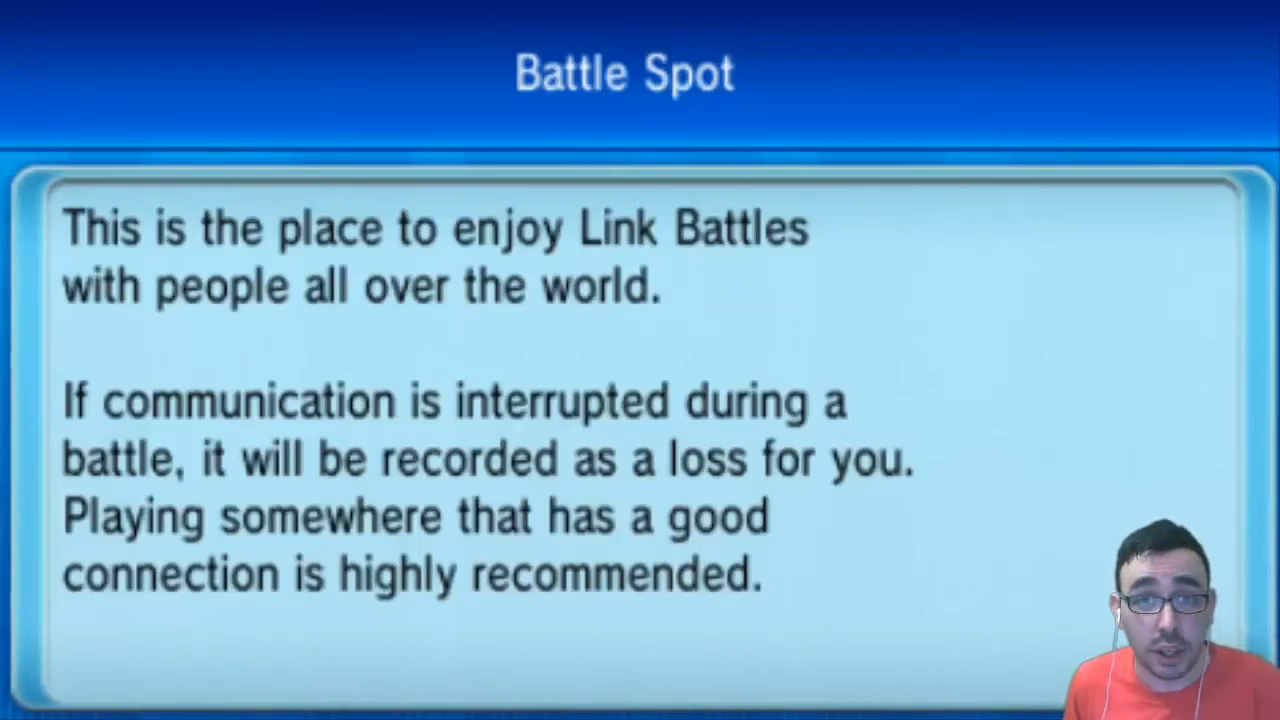 Battle Spot
This is the place to enjoy Link Battles
with people all over the world.
If communication is interrupted during a
battle, it will be recorded as a loss for you.
Playing somewhere that has a good
connection is highly recommended.